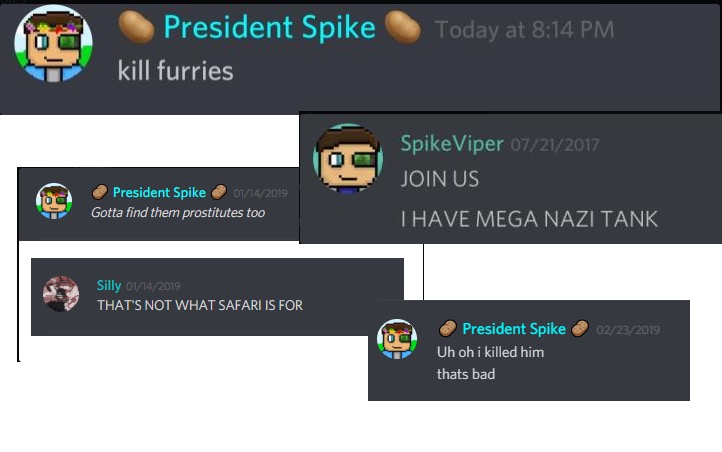 🥔 President Spike 🥔 Today at 8:14 PM
kill furries
SpikeViper 07/21/2017
JOIN US
I HAVE MEGA NAZI TANK
🥔 President Spike 🥔 01/14/2019
Gotta find them prostitutes too
Silly 01/14/2019
THAT'S NOT WHAT SAFARI IS FOR
🥔 President Spike 🥔 02/23/2019
Uh oh i killed him
thats bad